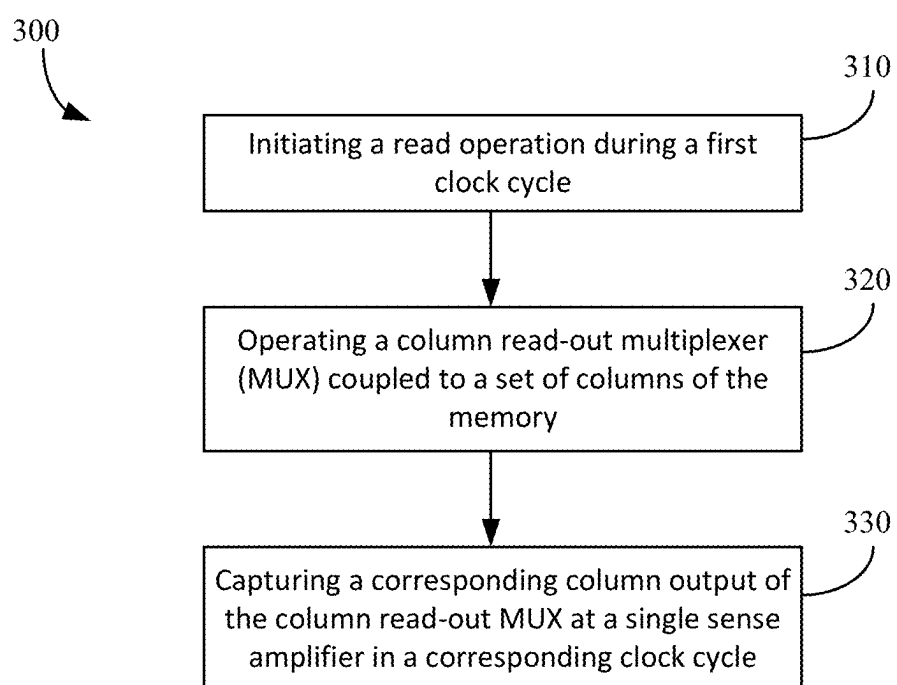 300
310
Initiating a read operation during a first
clock cycle
320
Operating a column read-out multiplexer
(MUX) coupled to a set of columns of the
memory
330
Capturing a corresponding column output of
the column read-out MUX at a single sense
amplifier in a corresponding clock cycle